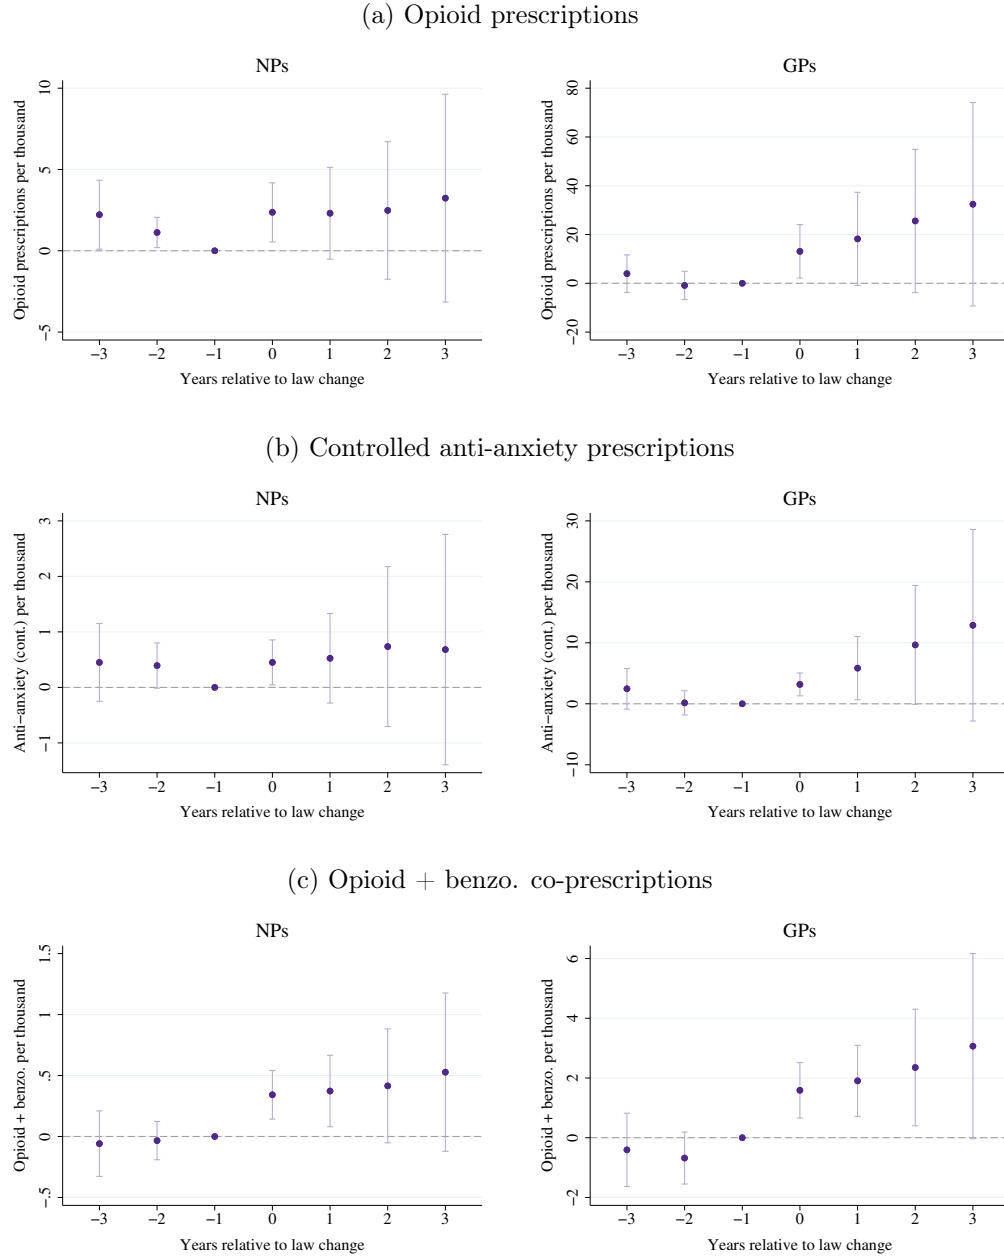 (a) Opioid prescriptions
NPs
Opioid prescriptions per thousand
10
5
0
−5
−3 −2 −1 0 1 2 3
Years relative to law change
GPs
Opioid prescriptions per thousand
80
60
40
20
0
−20
−3 −2 −1 0 1 2 3
Years relative to law change
(b) Controlled anti-anxiety prescriptions
NPs
Anti−anxiety (cont.) per thousand
3
2
1
0
−1
−3 −2 −1 0 1 2 3
Years relative to law change
GPs
Anti−anxiety (cont.) per thousand
30
20
10
0
−10
−3 −2 −1 0 1 2 3
Years relative to law change
(c) Opioid + benzo. co-prescriptions
NPs
Opioid + benzo. per thousand
1.5
1
.5
0
−.5
−3 −2 −1 0 1 2 3
Years relative to law change
GPs
Opioid + benzo. per thousand
6
4
2
0
−2
−3 −2 −1 0 1 2 3
Years relative to law change